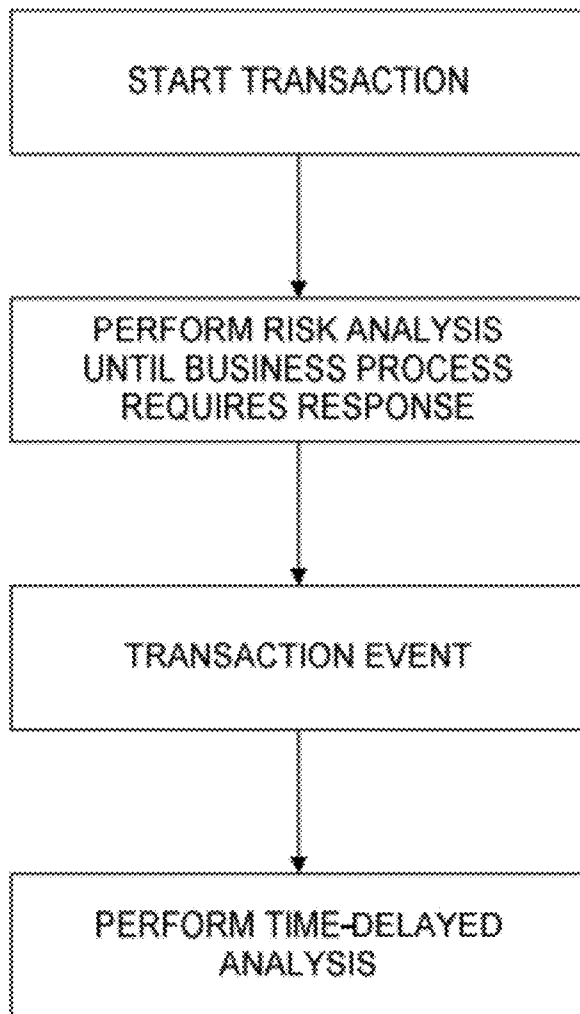 START TRANSACTION
PERFORM RISK ANALYSIS
UNTIL BUSINESS PROCESS
REQUIRES RESPONSE
TRANSACTION EVENT
PERFORM TIME-DELAYED
ANALYSIS